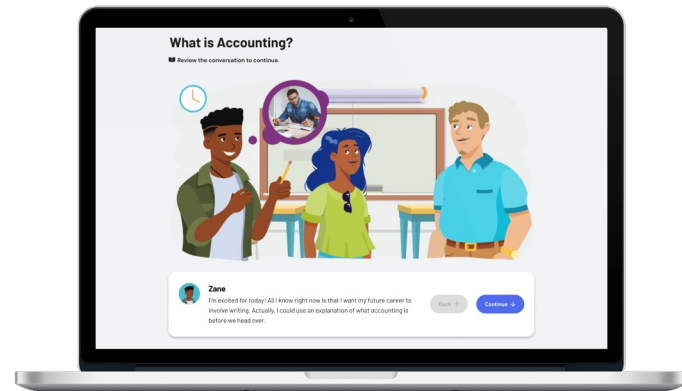 What is Accounting?
Review the conversation to continue.
Zane
I'm excited for today! All I know right now is that I want my future career to
involve writing. Actually, I could use an explanation of what accounting is
before we head over.
Back ↑
Continue ↓